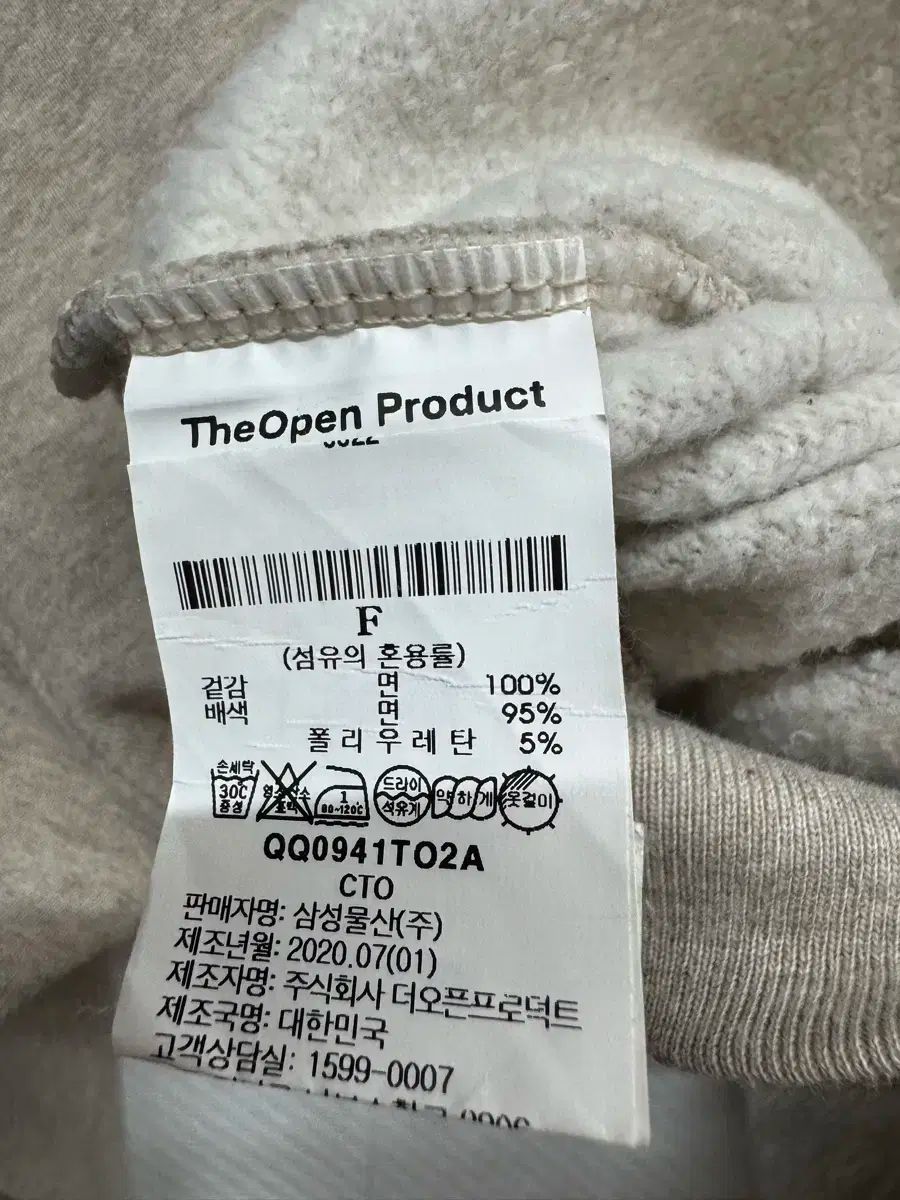 TheOpen Product
F
(섬유의 혼용률)
겉감 면 100%
배색 면 95%
폴리우레탄 5%
손세탁 30C 중성 염소 표백 1 80~120C 드라이 석유계 약하게 옷걸이
QQ0941TO2A
CTO
판매자명: 삼성물산(주)
제조년월: 2020.07(01)
제조자명: 주식회사 더오픈프로덕트
제조국명: 대한민국
고객상담실: 1599-0007